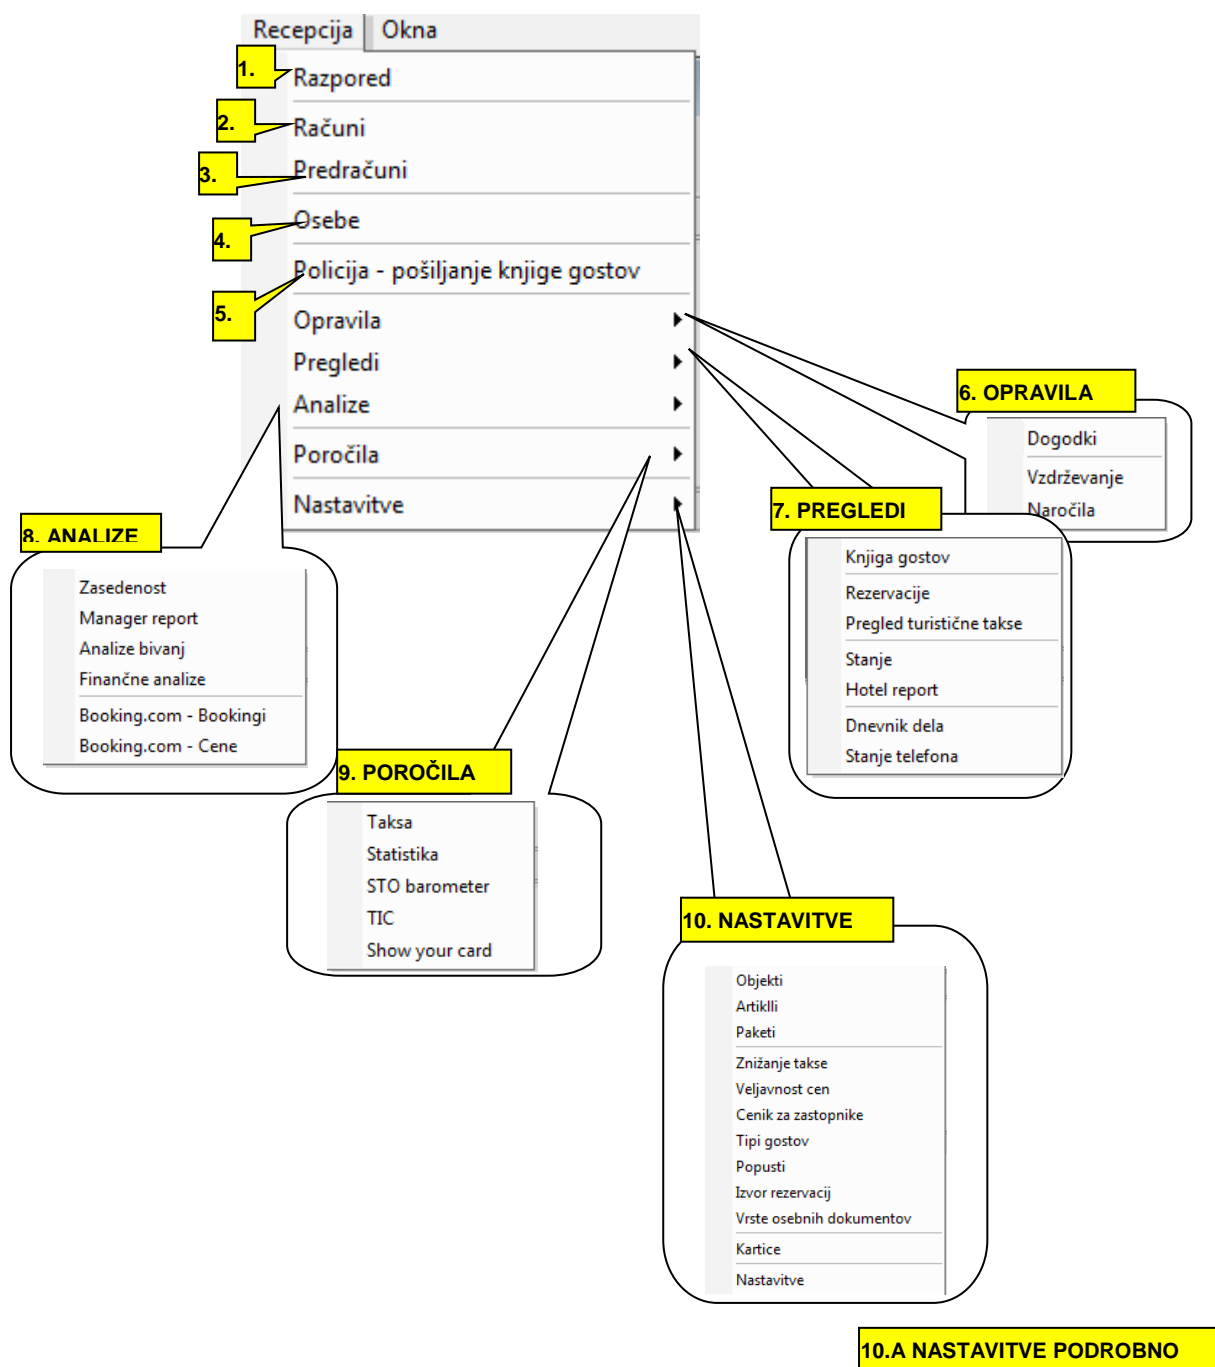 Recepcija Okna
1. Razpored
2. Računi
3. Predračuni
4. Osebe
5. Policija - pošiljanje knjige gostov
Opravila
Pregledi
Analize
Poročila
Nastavitve
6. OPRAVILA
Dogodki
Vzdrževanje
Naročila
7. PREGLEDI
Knjiga gostov
Rezervacije
Pregled turistične takse
Stanje
Hotel report
Dnevnik dela
Stanje telefona
8. ANALIZE
Zasedenost
Manager report
Analize bivanj
Finančne analize
Booking.com - Bookingi
Booking.com - Cene
9. POROČILA
Taksa
Statistika
STO barometer
TIC
Show your card
10. NASTAVITVE
Objekti
Artiklli
Paketi
Znižanje takse
Veljavnost cen
Cenik za zastopnike
Tipi gostov
Popusti
Izvor rezervacij
Vrste osebnih dokumentov
Kartice
Nastavitve
10.A NASTAVITVE PODROBNO